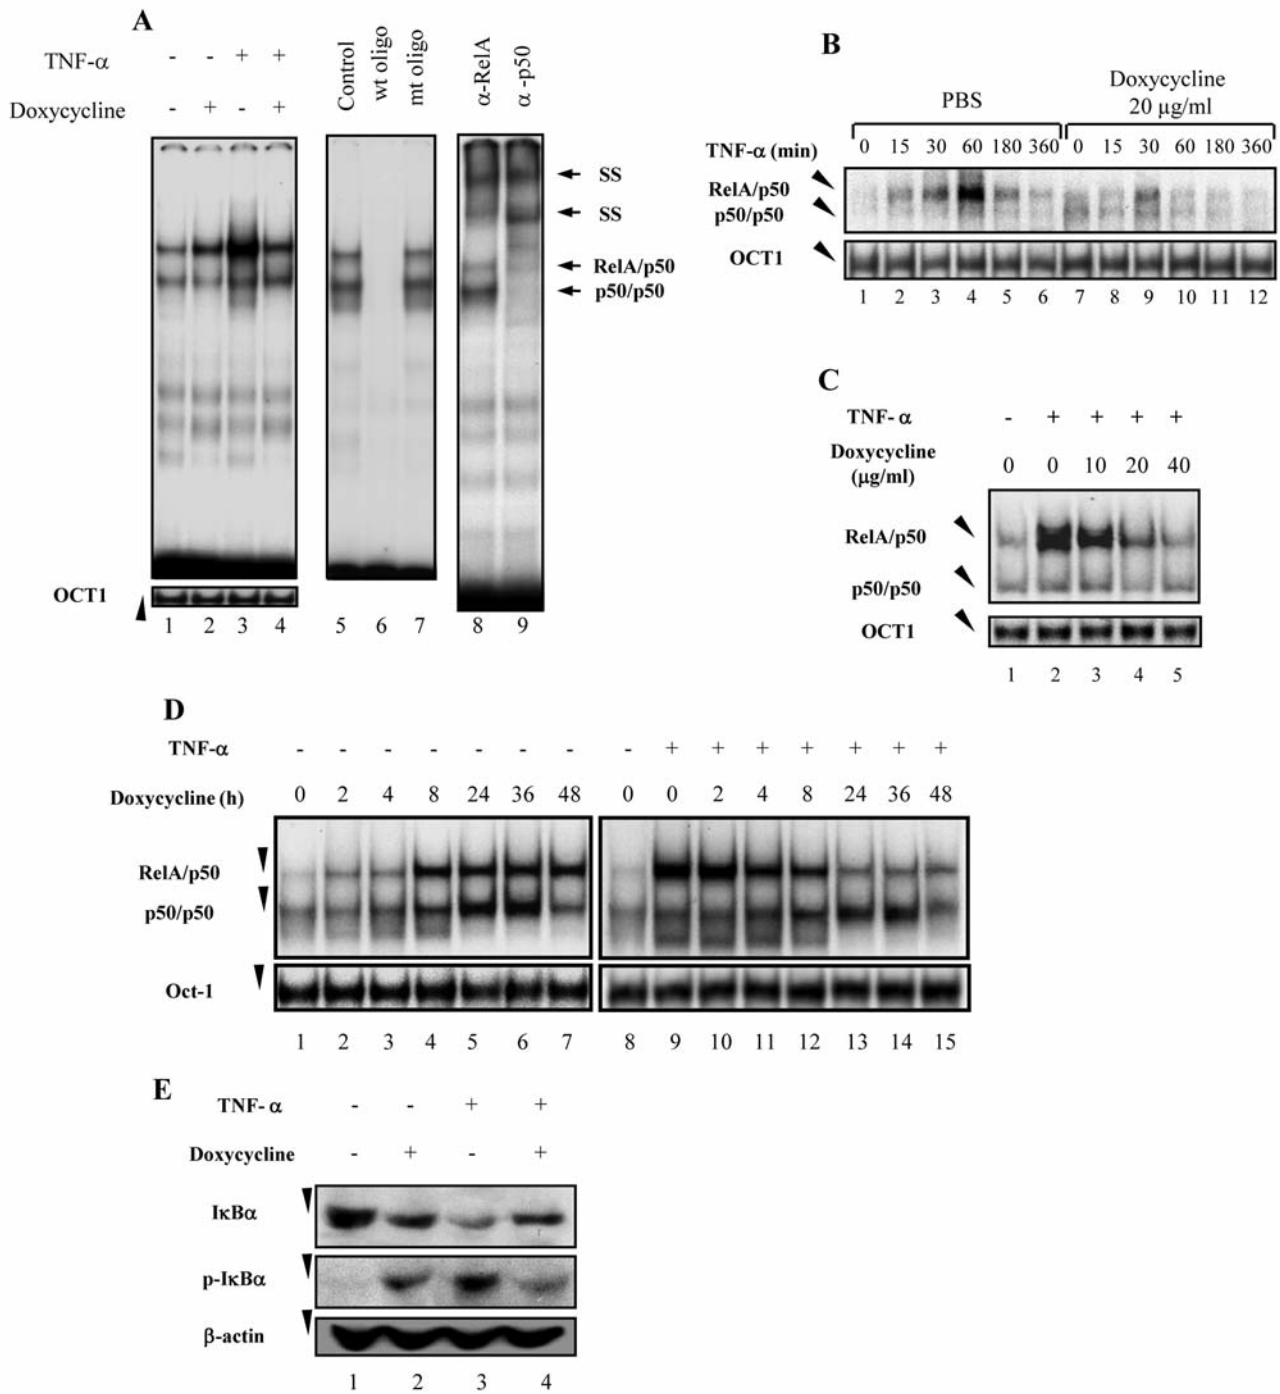 A
TNF-α - - + +
Doxycycline - + - +
Control
wt oligo
mt oligo
α-RelA
α -p50
SS
SS
RelA/p50
p50/p50
OCT1
1 2 3 4 5 6 7 8 9
B
PBS
Doxycycline
20 µg/ml
TNF-α (min) 0 15 30 60 180 360 0 15 30 60 180 360
RelA/p50
p50/p50
OCT1
1 2 3 4 5 6 7 8 9 10 11 12
C
TNF- α - + + + +
Doxycycline
(µg/ml) 0 0 10 20 40
RelA/p50
p50/p50
OCT1
1 2 3 4 5
D
TNF-α - - - - - - - - + + + + + + +
Doxycycline (h) 0 2 4 8 24 36 48 0 0 2 4 8 24 36 48
RelA/p50
p50/p50
Oct-1
1 2 3 4 5 6 7 8 9 10 11 12 13 14 15
E
TNF- α - - + +
Doxycycline - + - +
IκBα
p-IκBα
β-actin
1 2 3 4